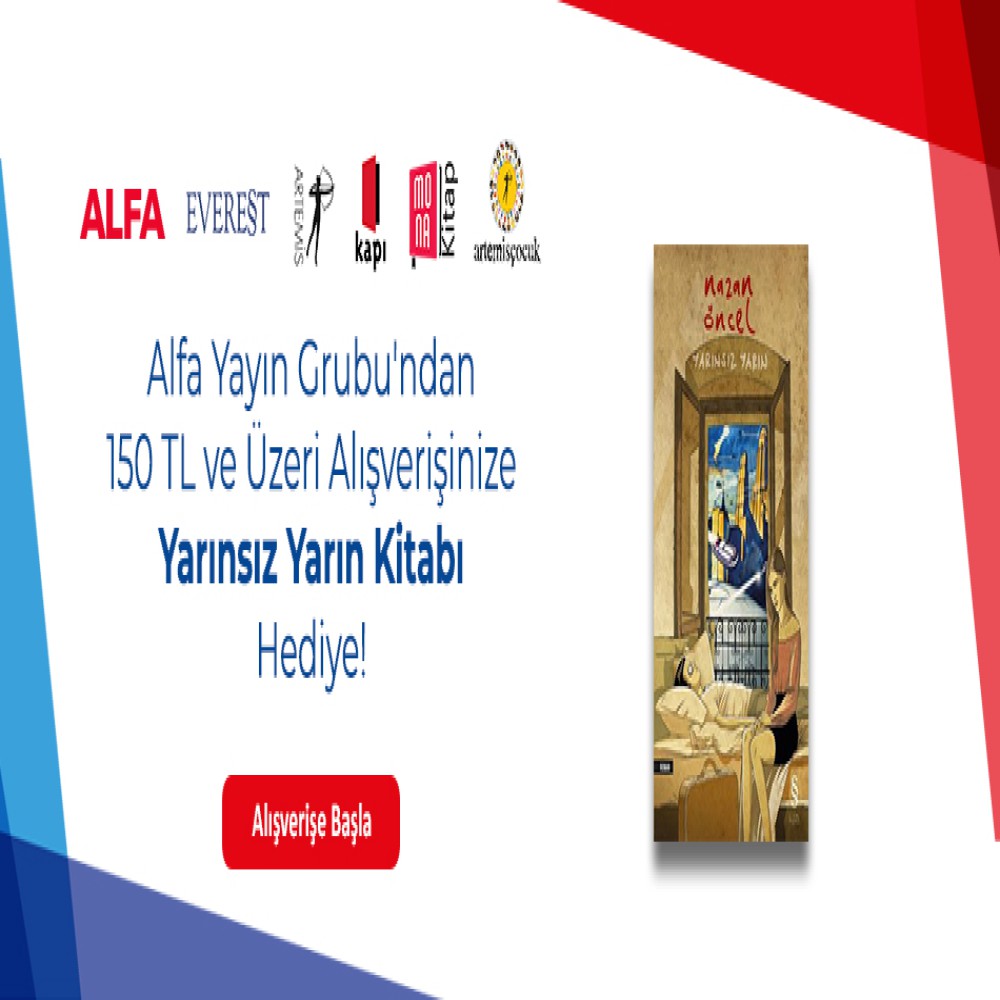 ALFA
EVEREST
ARTEMİS
kapı
MONA
Kitap
artemisçocuk
Alfa Yayın Grubu'ndan
150 TL ve Üzeri Alışverişinize
Yarınsız Yarın Kitabı
Hediye!
Alışverişe Başla
nazan
öncel
YARINSIZ YARIN